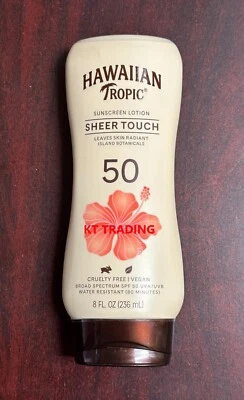 HAWAIIAN
TROPIC®
SUNSCREEN LOTION
SHEER TOUCH
LEAVES SKIN RADIANT
ISLAND BOTANICALS
50
KT TRADING
CRUELTY FREE | VEGAN
BROAD SPECTRUM SPF 50 UVA/UVB
WATER RESISTANT (80 MINUTES)
8 FL. OZ (236 mL)